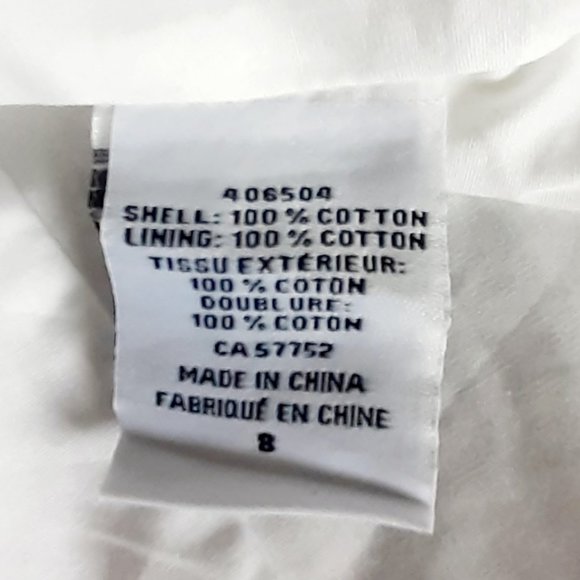 406504
SHELL: 100 % COTTON
LINING: 100 % COTTON
TISSU EXTÉRIEUR:
100 % COTON
DOUBLURE:
100 % COTON
CA 57752
MADE IN CHINA
FABRIQUÉ EN CHINE
8